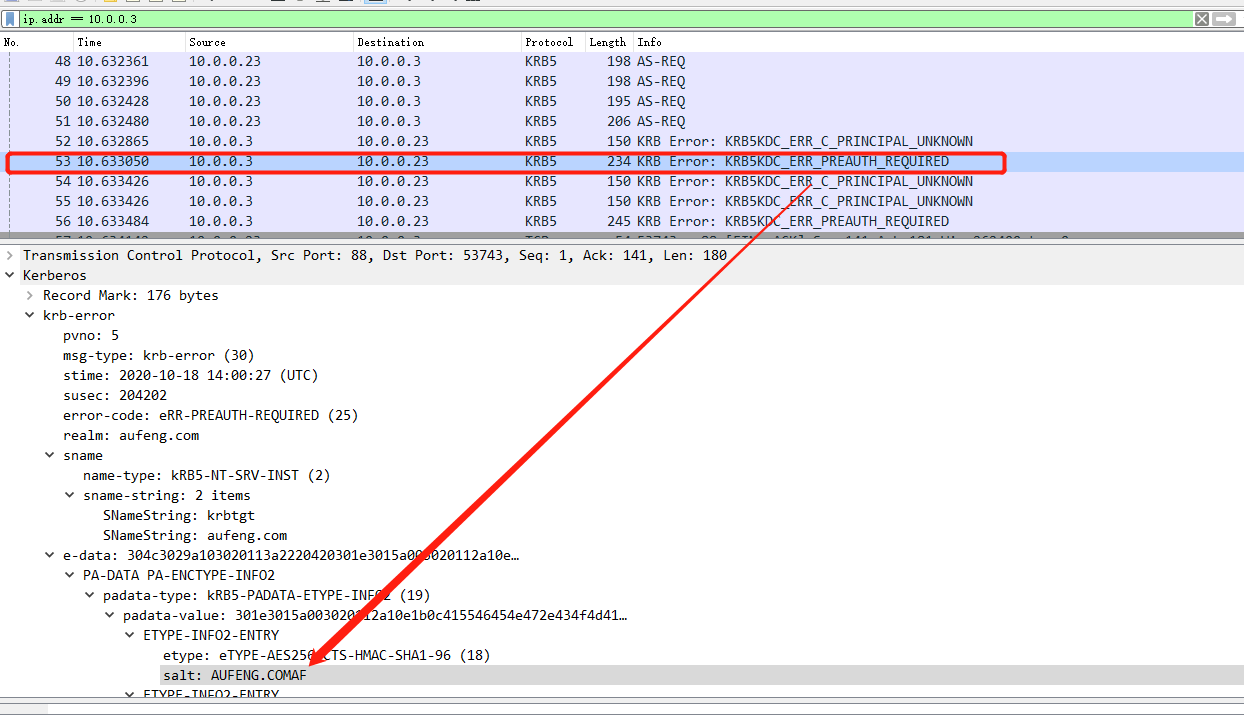 ip.addr == 10.0.0.3
No. Time Source Destination Protocol Length Info
48 10.632361 10.0.0.23 10.0.0.3 KRB5 198 AS-REQ
49 10.632396 10.0.0.23 10.0.0.3 KRB5 198 AS-REQ
50 10.632428 10.0.0.23 10.0.0.3 KRB5 195 AS-REQ
51 10.632480 10.0.0.23 10.0.0.3 KRB5 206 AS-REQ
52 10.632865 10.0.0.3 10.0.0.23 KRB5 150 KRB Error: KRB5KDC_ERR_C_PRINCIPAL_UNKNOWN
53 10.633050 10.0.0.3 10.0.0.23 KRB5 234 KRB Error: KRB5KDC_ERR_PREAUTH_REQUIRED
54 10.633426 10.0.0.3 10.0.0.23 KRB5 150 KRB Error: KRB5KDC_ERR_C_PRINCIPAL_UNKNOWN
55 10.633426 10.0.0.3 10.0.0.23 KRB5 150 KRB Error: KRB5KDC_ERR_C_PRINCIPAL_UNKNOWN
56 10.633484 10.0.0.3 10.0.0.23 KRB5 245 KRB Error: KRB5KDC_ERR_PREAUTH_REQUIRED
Transmission Control Protocol, Src Port: 88, Dst Port: 53743, Seq: 1, Ack: 141, Len: 180
Kerberos
Record Mark: 176 bytes
krb-error
pvno: 5
msg-type: krb-error (30)
stime: 2020-10-18 14:00:27 (UTC)
susec: 204202
error-code: eRR-PREAUTH-REQUIRED (25)
realm: aufeng.com
sname
name-type: kRB5-NT-SRV-INST (2)
sname-string: 2 items
SNameString: krbtgt
SNameString: aufeng.com
e-data: 304c3029a103020113a2220420301e3015a003020112a10e…
PA-DATA PA-ENCTYPE-INFO2
padata-type: kRB5-PADATA-ETYPE-INFO2 (19)
padata-value: 301e3015a003020112a10e1b0c415546454e472e434f4d41…
ETYPE-INFO2-ENTRY
etype: eTYPE-AES256-CTS-HMAC-SHA1-96 (18)
salt: AUFENG.COMAF
ETYPE-INFO2-ENTRY